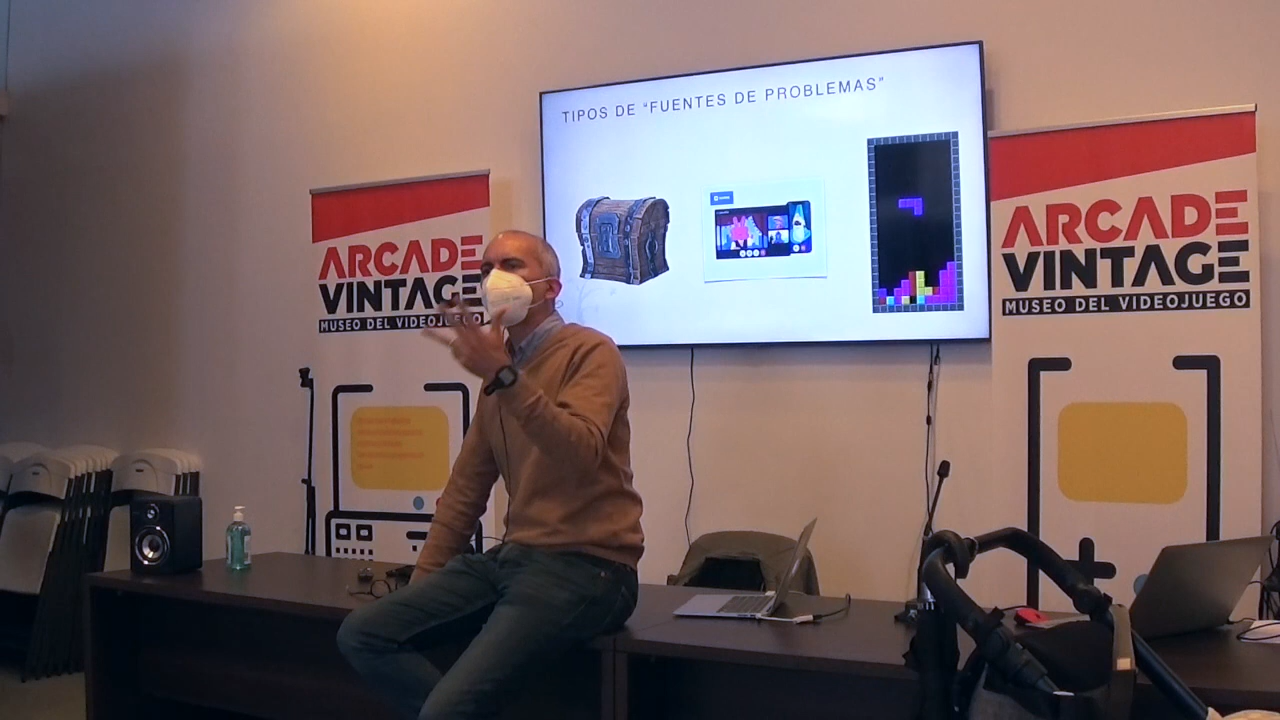 TIPOS DE "FUENTES DE PROBLEMAS"
ARCADE
VINTAGE
MUSEO DEL VIDEOJUEGO
ARCADE
VINTAGE
MUSEO DEL VIDEOJUEGO